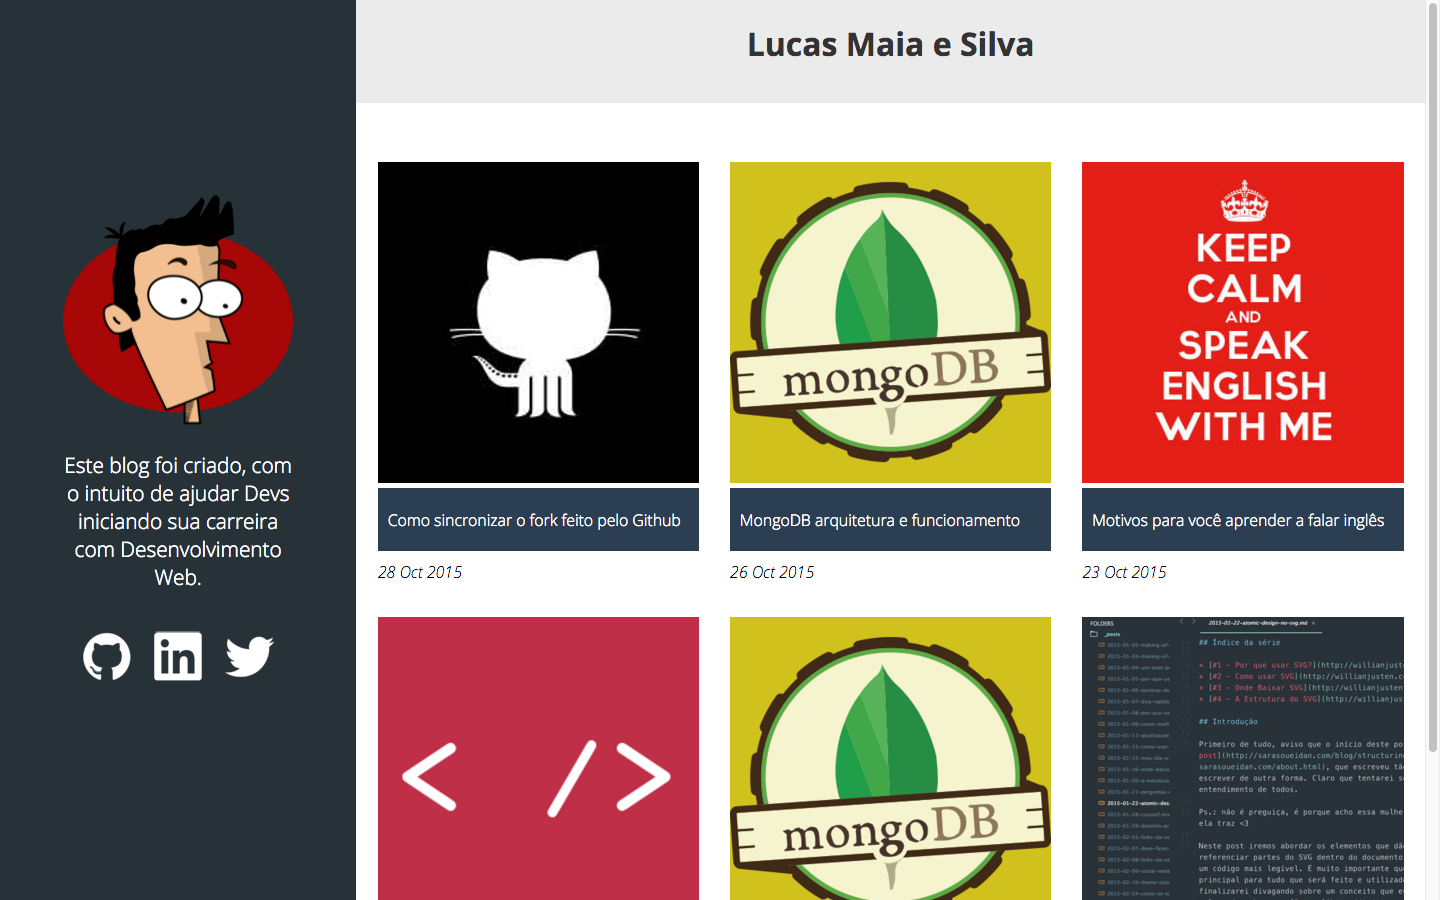 Lucas Maia e Silva
Este blog foi criado, com
o intuito de ajudar Devs
iniciando sua carreira
com Desenvolvimento
Web.
in
mongoDB
KEEP
CALM
AND
SPEAK
ENGLISH
WITH ME
Como sincronizar o fork feito pelo Github
MongoDB arquitetura e funcionamento
Motivos para você aprender a falar inglês
28 Oct 2015
26 Oct 2015
23 Oct 2015
< />
mongoDB
FOLDERS
_posts
2015-01-22-atomic-design-no-svg.md
## Índice da série
* [#1 - Por que usar SVG?](http://willianjust
* [#2 - Como usar SVG](http://willianjusten.c
* [#3 - Onde Baixar SVG](http://willianjusten
* [#4 - A Estrutura do SVG](http://willianjus
## Introdução
Primeiro de tudo, aviso que o início deste po
post](http://sarasoueidan.com/blog/structurin
sarasoueidan.com/about.html), que escreveu tã
escrever de outra forma. Claro que tentarei s
entendimento de todos.
Ps.: não é preguiça, é porque acho essa mulhe
ela traz <3
Neste post iremos abordar os elementos que dã
referenciar partes do SVG dentro do documento
um código mais legível. É muito importante qu
principal para tudo que será feito e utilizad
finalizarei divagando sobre um conceito que e